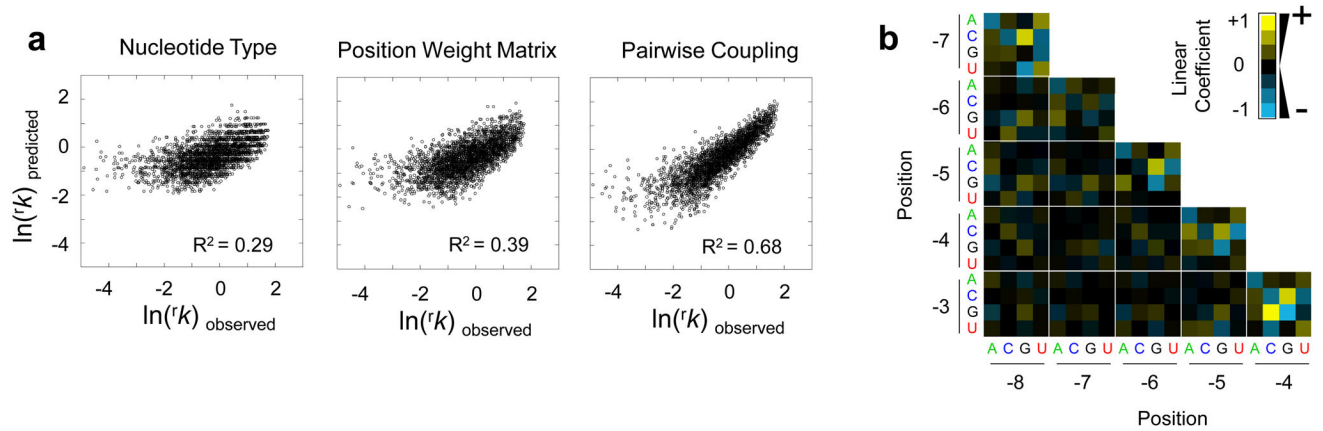 a
Nucleotide Type
Position Weight Matrix
Pairwise Coupling
ln(ʳk) predicted
2
0
-2
-4
R² = 0.29
R² = 0.39
R² = 0.68
-4 -2 0 2
-4 -2 0 2
-4 -2 0 2
ln(ʳk) observed
ln(ʳk) observed
ln(ʳk) observed
b
Linear
Coefficient
+1
0
-1
+
-
Position
-7
A
C
G
U
-6
A
C
G
U
-5
A
C
G
U
-4
A
C
G
U
-3
A
C
G
U
A C G U A C G U A C G U A C G U A C G U
-8 -7 -6 -5 -4
Position